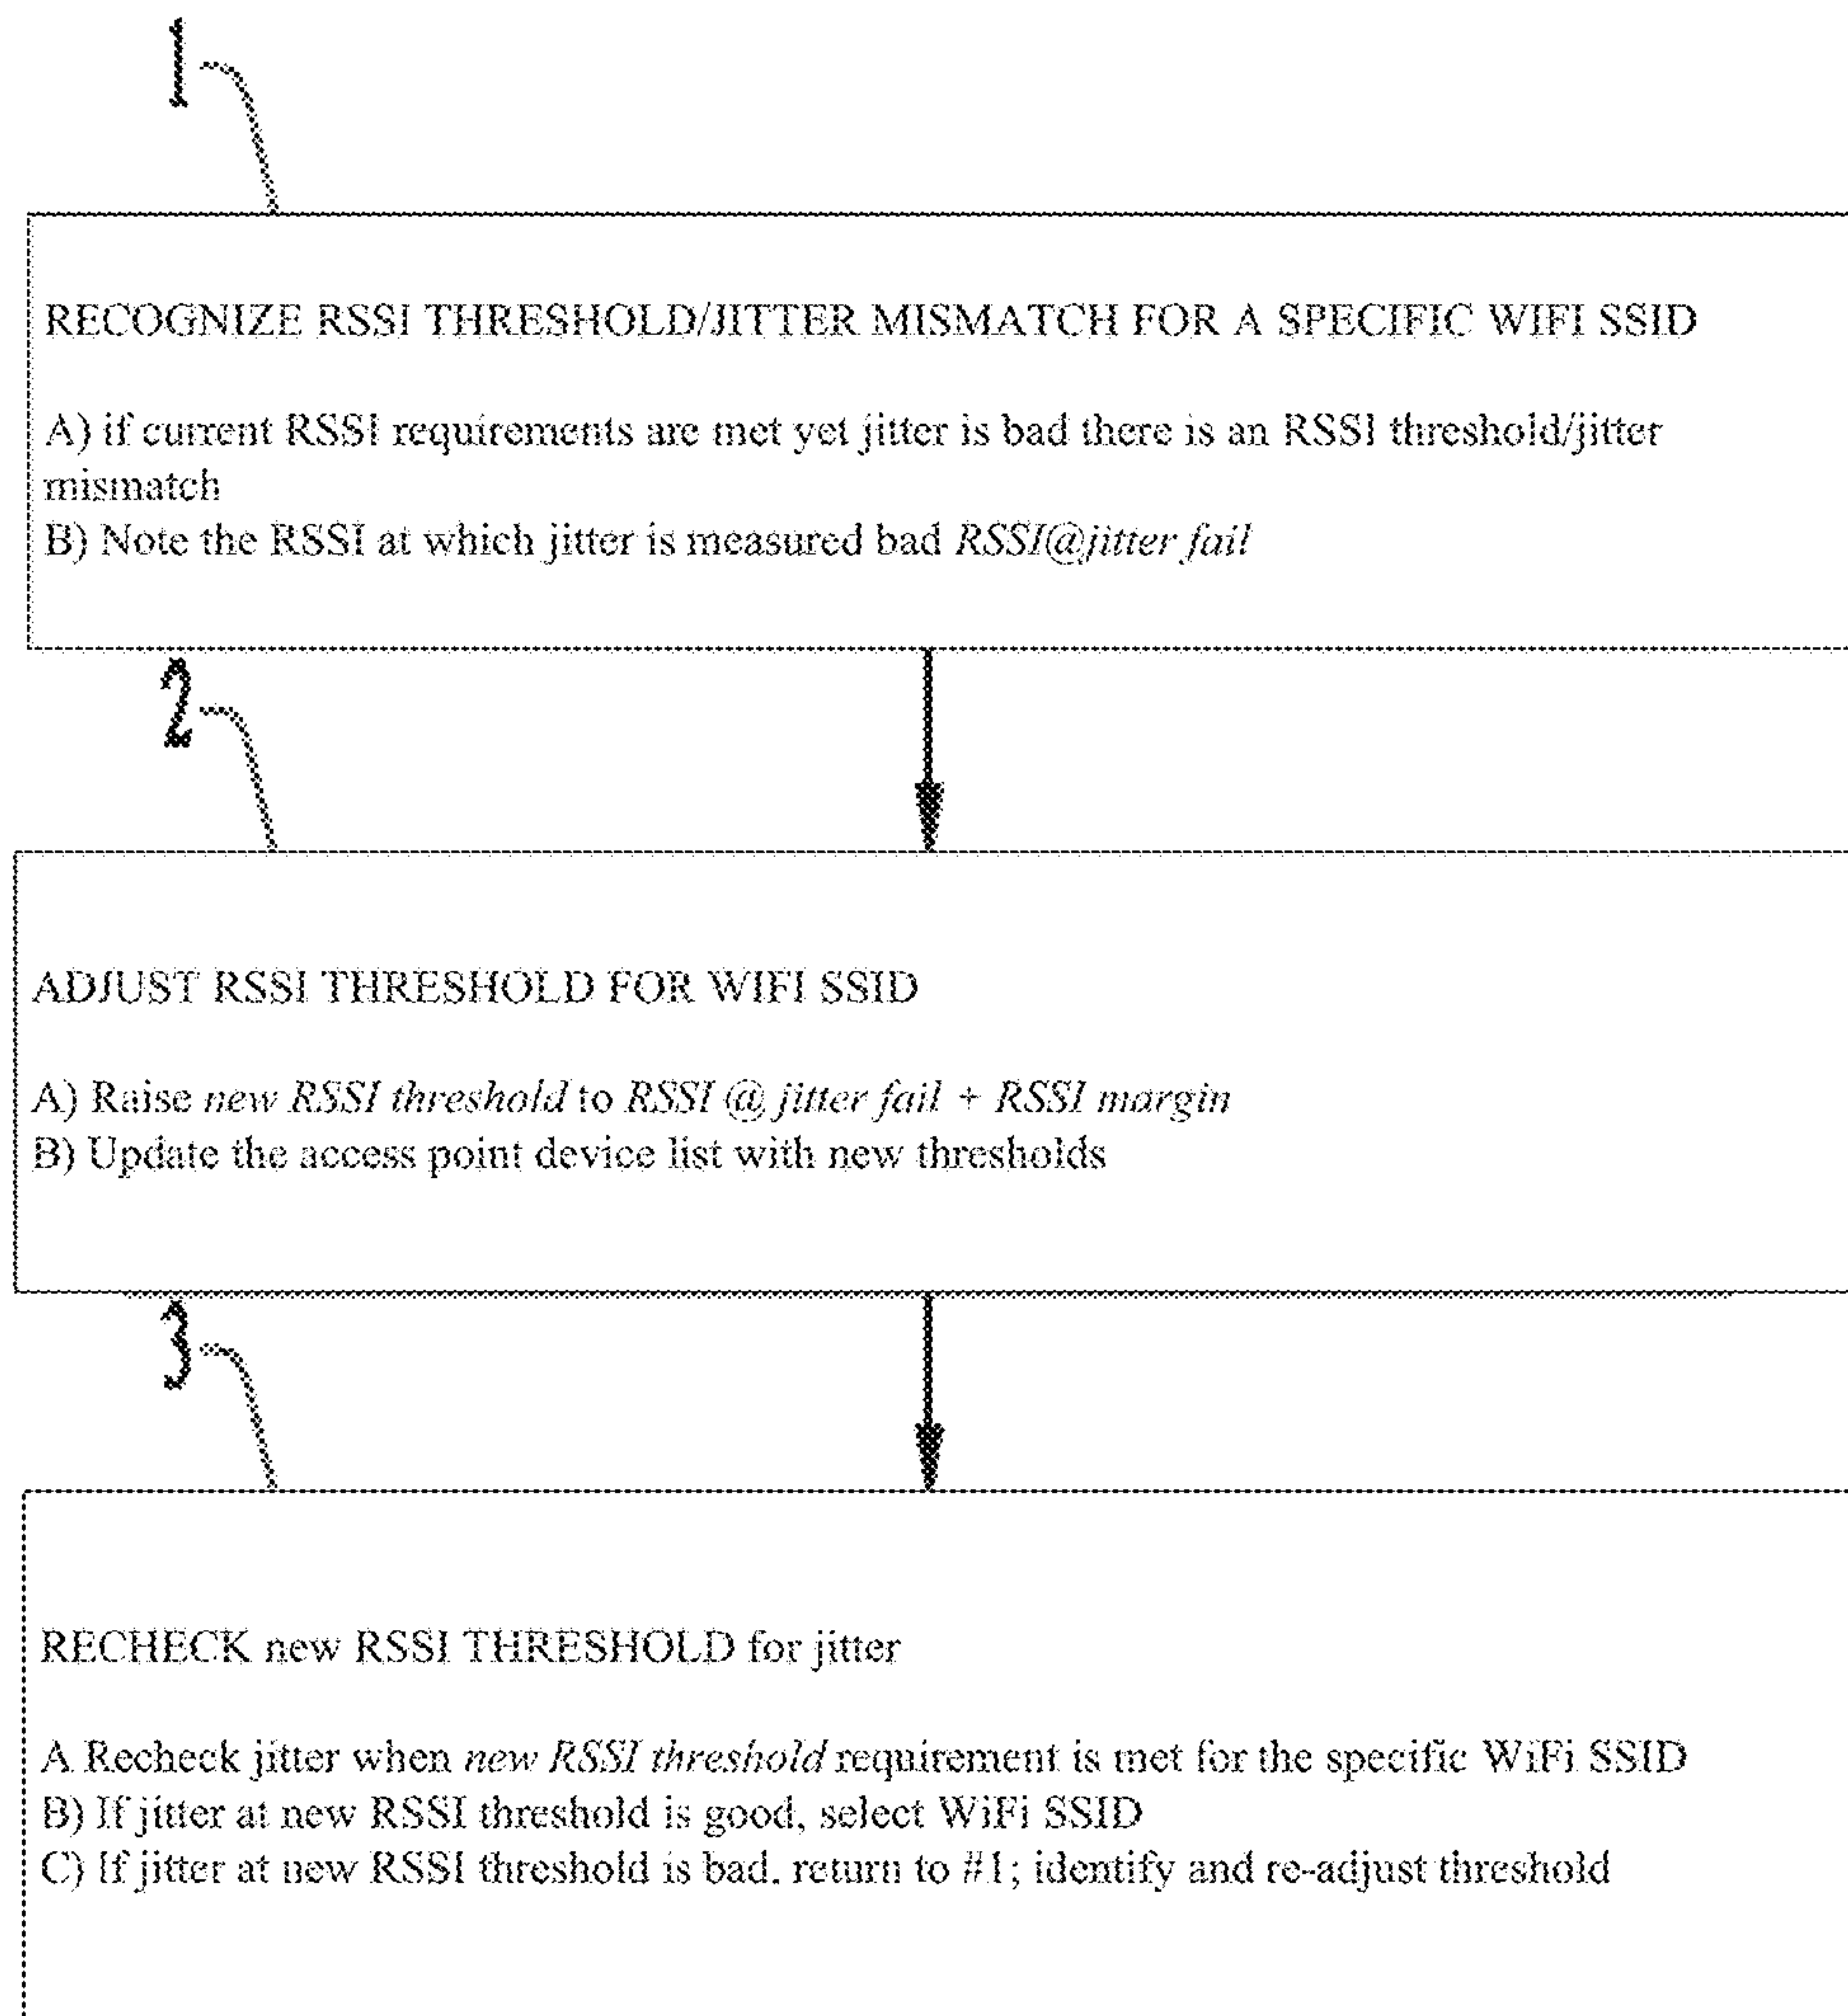 1
RECOGNIZE RSSI THRESHOLD/JITTER MISMATCH FOR A SPECIFIC WIFI SSID
A) if current RSSI requirements are met yet jitter is bad there is an RSSI threshold/jitter
mismatch
B) Note the RSSI at which jitter is measured bad RSSI@jitter fail
2
ADJUST RSSI THRESHOLD FOR WIFI SSID
A) Raise new RSSI threshold to RSSI @ jitter fail + RSSI margin
B) Update the access point device list with new thresholds
3
RECHECK new RSSI THRESHOLD for jitter
A Recheck jitter when new RSSI threshold requirement is met for the specific WiFi SSID
B) If jitter at new RSSI threshold is good, select WiFi SSID
C) If jitter at new RSSI threshold is bad, return to #1; identify and re-adjust threshold